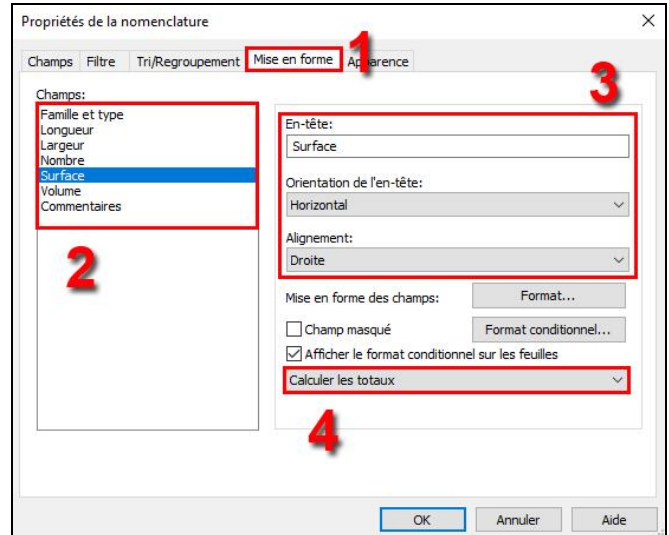 Propriétés de la nomenclature
Champs Filtre Tri/Regroupement Mise en forme Apparence
1
3
Champs:
Famille et type
Longueur
Largeur
Nombre
Surface
Volume
Commentaires
2
En-tête:
Surface
Orientation de l'en-tête:
Horizontal
Alignement:
Droite
Mise en forme des champs: Format...
Champ masqué Format conditionnel...
Afficher le format conditionnel sur les feuilles
Calculer les totaux
4
OK Annuler Aide